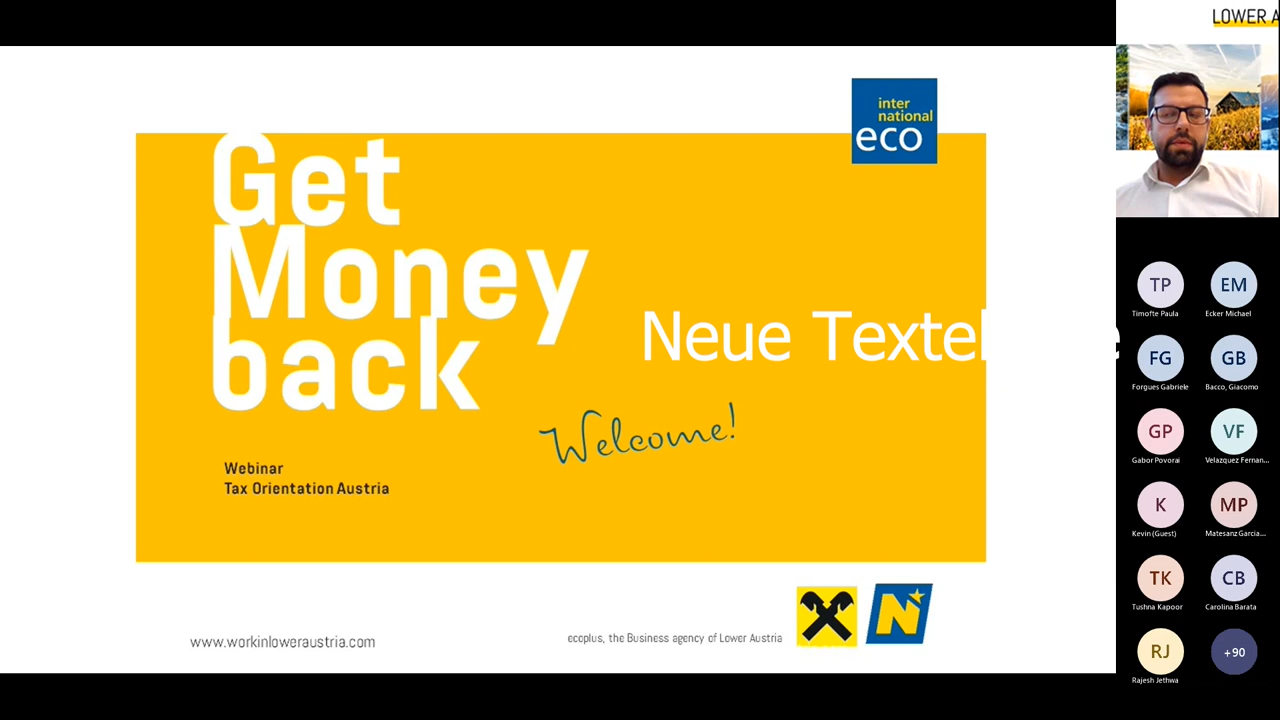 LOWER A
inter
national
eco
Get
Money
back
Neue Textel
Welcome!
Webinar
Tax Orientation Austria
www.workinloweraustria.com
ecoplus, the Business agency of Lower Austria
N
TP
EM
Timofte Paula
Ecker Michael
FG
GB
Forgues Gabriele
Bacco, Giacomo
GP
VF
Gabor Povorai
Velazquez Fernan...
K
MP
Kevin (Guest)
Matesanz Garcia...
TK
CB
Tushna Kapoor
Carolina Barata
RJ
+90
Rajesh Jethwa